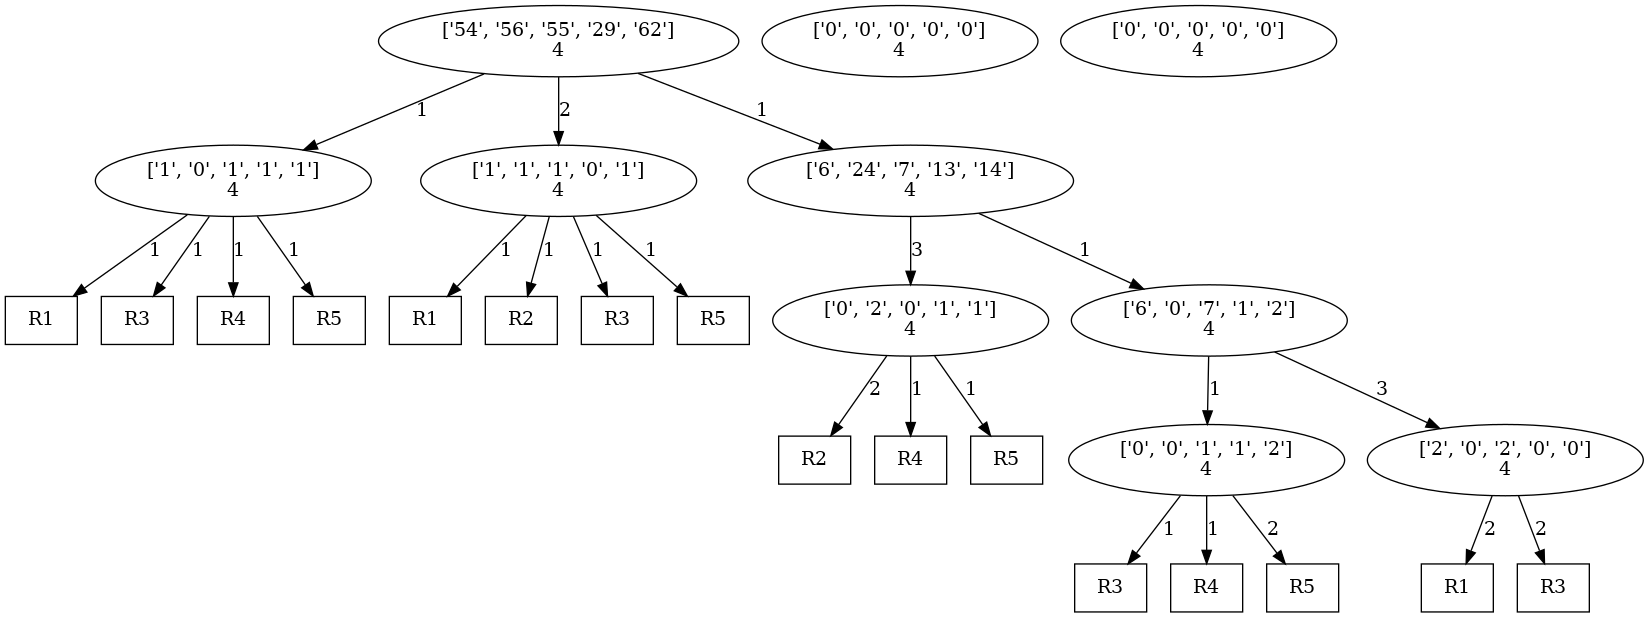 ['54', '56', '55', '29', '62']
4
['0', '0', '0', '0', '0']
4
['0', '0', '0', '0', '0']
4
1
2
1
['1', '0', '1', '1', '1']
4
['1', '1', '1', '0', '1']
4
['6', '24', '7', '13', '14']
4
1
1
1
1
1
1
1
1
3
1
R1
R3
R4
R5
R1
R2
R3
R5
['0', '2', '0', '1', '1']
4
['6', '0', '7', '1', '2']
4
2
1
1
1
3
R2
R4
R5
['0', '0', '1', '1', '2']
4
['2', '0', '2', '0', '0']
4
1
1
2
2
2
R3
R4
R5
R1
R3